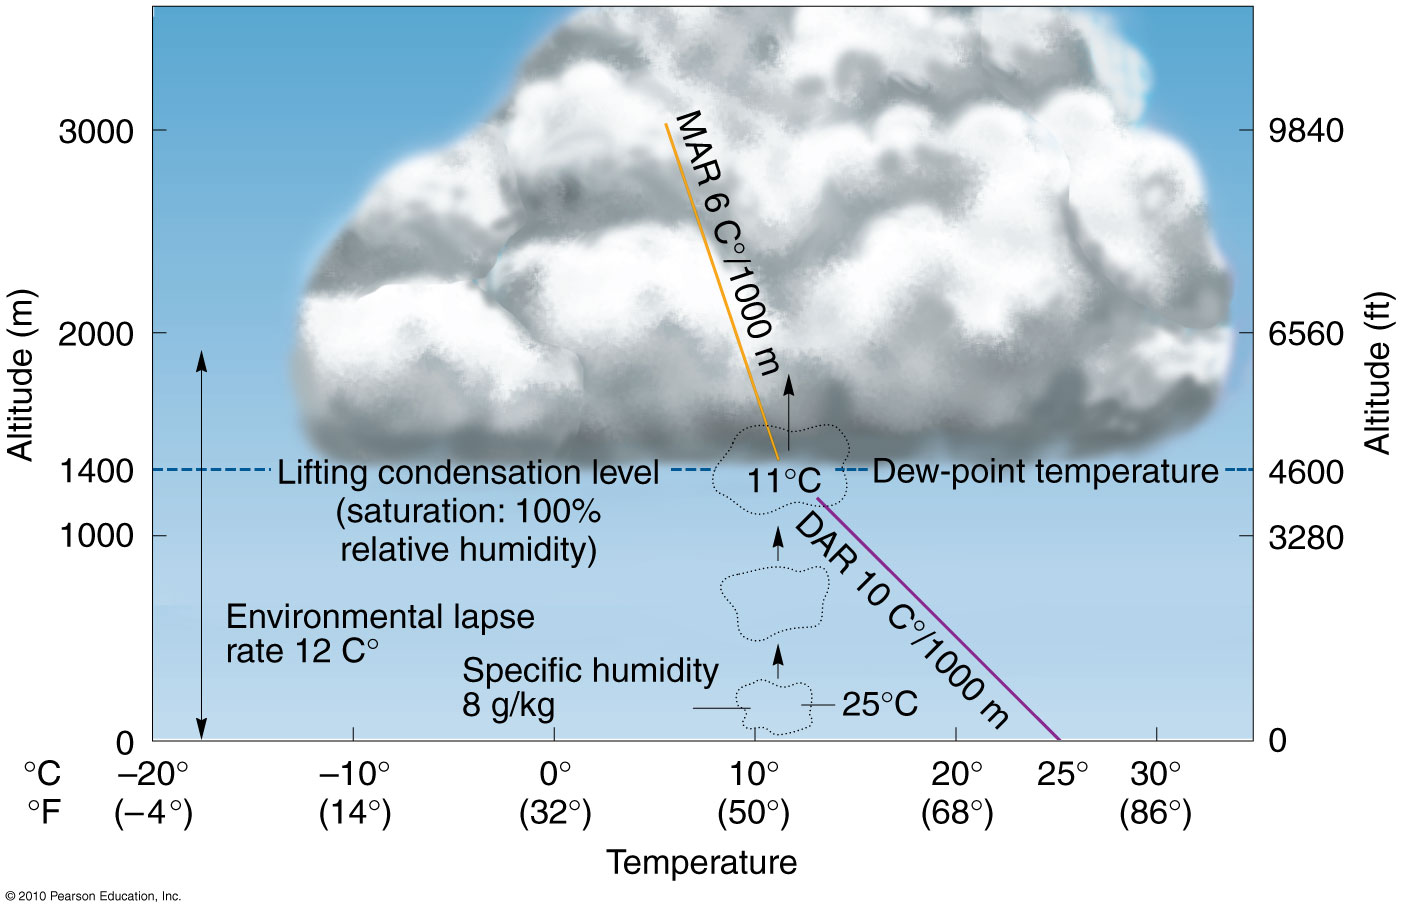 3000
9840
MAR 6 C°/1000 m
Altitude (m)
2000
6560
Altitude (ft)
1400
Lifting condensation level
(saturation: 100%
relative humidity)
11°C
Dew-point temperature
4600
1000
3280
DAR 10 C°/1000 m
Environmental lapse
rate 12 C°
Specific humidity
8 g/kg
25°C
0
0
°C –20° –10° 0° 10° 20° 25° 30°
°F (–4°) (14°) (32°) (50°) (68°) (86°)
Temperature
© 2010 Pearson Education, Inc.